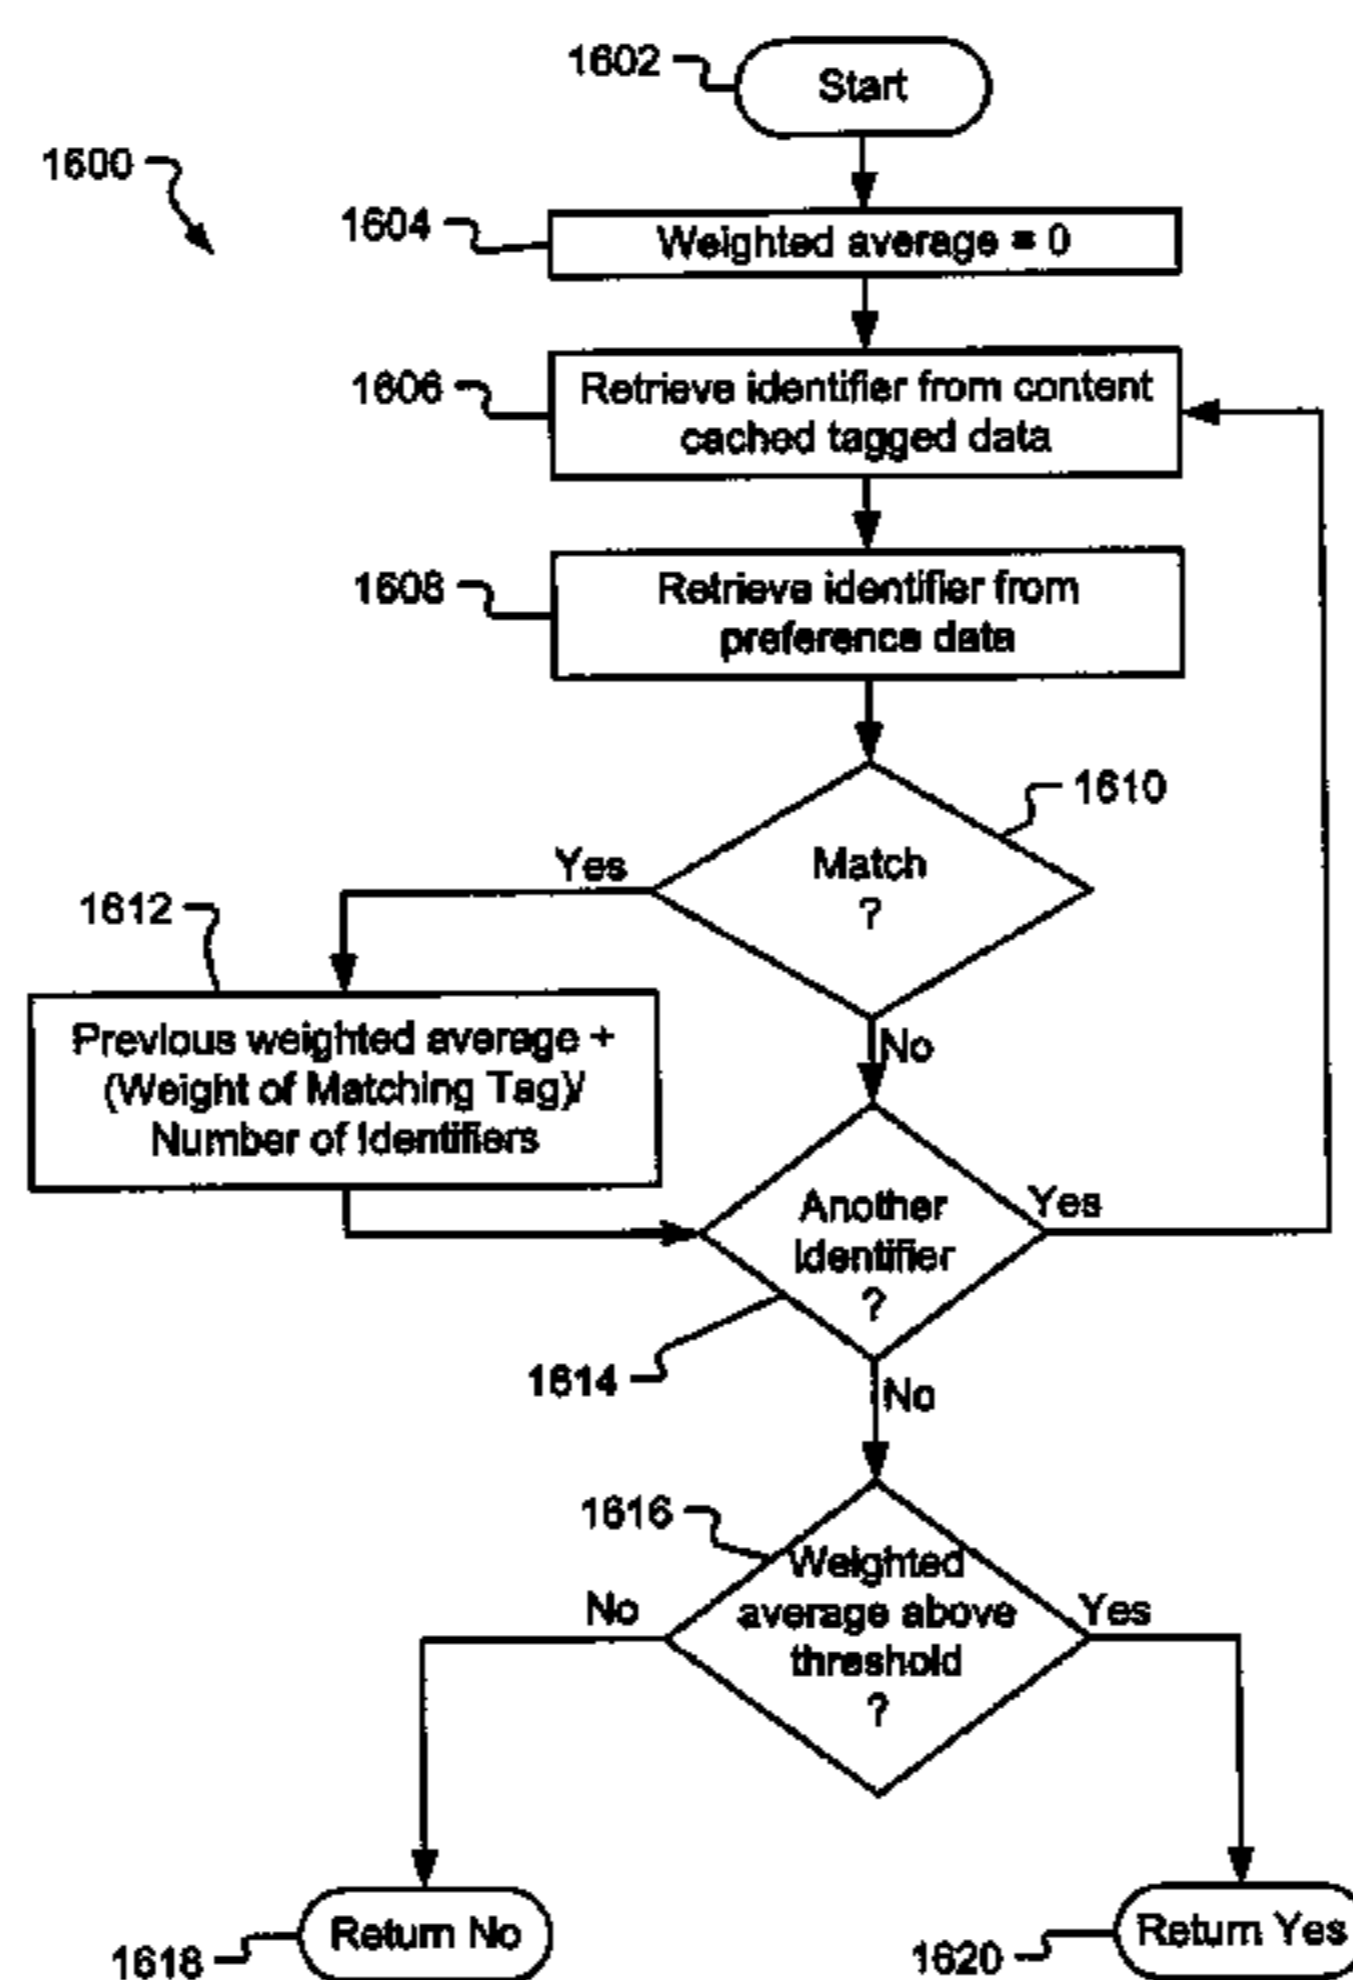 1602
Start
1600
1604
Weighted average = 0
1606
Retrieve identifier from content
cached tagged data
1608
Retrieve identifier from
preference data
1610
Match
?
Yes
1612
Previous weighted average +
(Weight of Matching Tag)/
Number of Identifiers
No
Another
Identifier
?
Yes
1614
No
1616
Weighted
average above
threshold
?
No
Yes
Return No
1618
Return Yes
1620